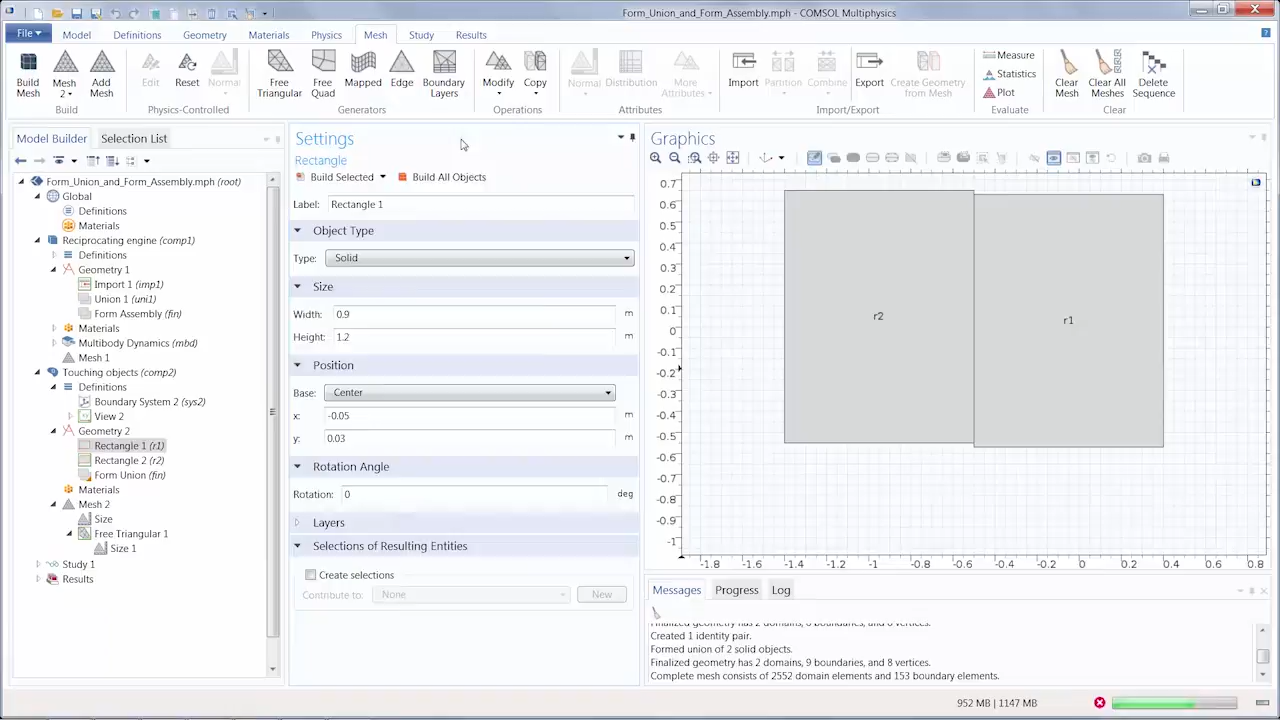 Form_Union_and_Form_Assembly.mph - COMSOL Multiphysics
File Model Definitions Geometry Materials Physics Mesh Study Results
Build Mesh
Mesh 2
Add Mesh
Build
Edit
Reset
Normal
Physics-Controlled
Free Triangular
Free Quad
Mapped
Edge
Boundary Layers
Generators
Modify
Copy
Operations
Normal
Distribution
More Attributes
Attributes
Import
Partition
Combine
Export
Create Geometry from Mesh
Import/Export
Measure
Statistics
Plot
Evaluate
Clear Mesh
Clear All Meshes
Delete Sequence
Clear
Model Builder Selection List
Form_Union_and_Form_Assembly.mph (root)
Global
Definitions
Materials
Reciprocating engine (comp1)
Definitions
Geometry 1
Import 1 (imp1)
Union 1 (uni1)
Form Assembly (fin)
Materials
Multibody Dynamics (mbd)
Mesh 1
Touching objects (comp2)
Definitions
Boundary System 2 (sys2)
View 2
Geometry 2
Rectangle 1 (r1)
Rectangle 2 (r2)
Form Union (fin)
Materials
Mesh 2
Size
Free Triangular 1
Size 1
Study 1
Results
Settings
Rectangle
Build Selected Build All Objects
Label: Rectangle 1
Object Type
Type: Solid
Size
Width: 0.9 m
Height: 1.2 m
Position
Base: Center
x: -0.05 m
y: 0.03 m
Rotation Angle
Rotation: 0 deg
Layers
Selections of Resulting Entities
Create selections
Contribute to: None New
Graphics
0.7
0.6
0.5
0.4
0.3
0.2
0.1
0
-0.1
-0.2
-0.3
-0.4
-0.5
-0.6
-0.7
-0.8
-0.9
-1
r2 r1
-1.8 -1.6 -1.4 -1.2 -1 -0.8 -0.6 -0.4 -0.2 0 0.2 0.4 0.6 0.8
Messages Progress Log
Created 1 identity pair.
Formed union of 2 solid objects.
Finalized geometry has 2 domains, 9 boundaries, and 8 vertices.
Complete mesh consists of 2552 domain elements and 153 boundary elements.
952 MB | 1147 MB